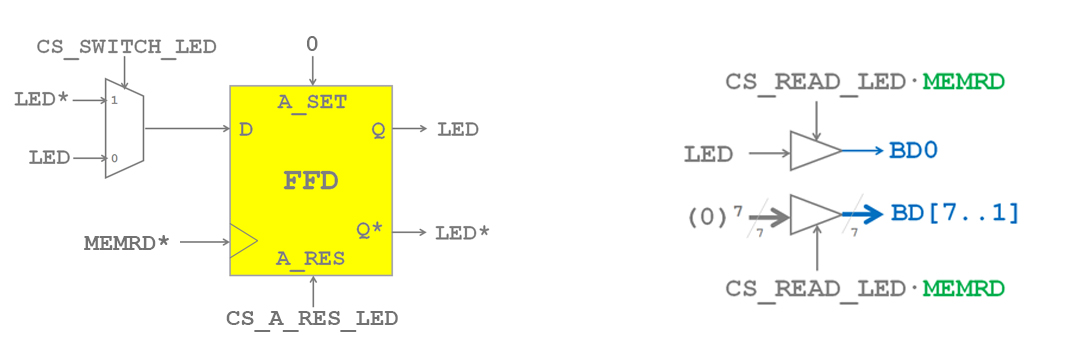 CS_SWITCH_LED
0
LED*
1
A_SET
D
Q
LED
LED
0
FFD
MEMRD*
Q*
LED*
A_RES
CS_A_RES_LED
CS_READ_LED·MEMRD
LED
BD0
(0)⁷
7
7
BD[7..1]
CS_READ_LED·MEMRD